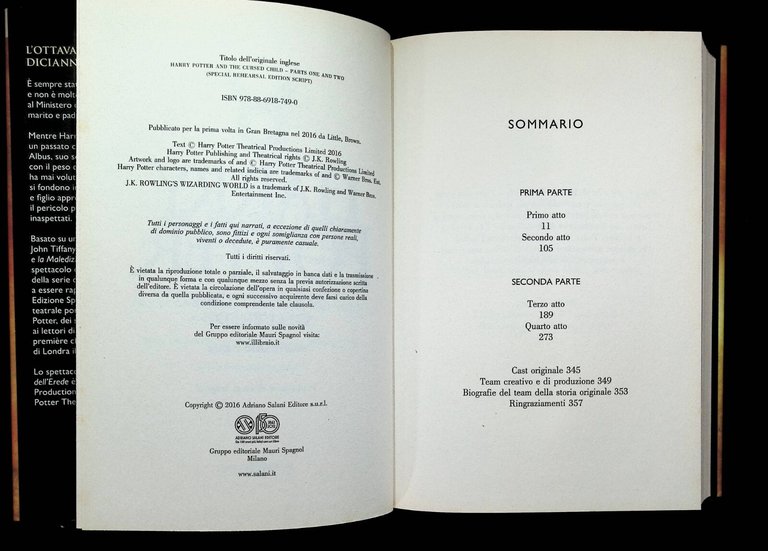 L'OTTAVA
DICIANN
È sempre sta
e non è molt
al Ministero
marito e pad
Mentre Harr
un passato c
Albus, suo s
con il peso d
ha mai volut
si fondono in
e figlio appre
il pericolo p
inaspettati.
Basato su un
John Tiffany
e la Malediz
spettacolo
della serie
a essere rap
Edizione Sp
teatrale po
Potter, dei
ai lettori di
première c
di Londra il
Lo spettac
dell'Erede è
Production
Potter The
Titolo dell'originale inglese
HARRY POTTER AND THE CURSED CHILD – PARTS ONE AND TWO
(SPECIAL REHEARSAL EDITION SCRIPT)
ISBN 978-88-6918-749-0
Pubblicato per la prima volta in Gran Bretagna nel 2016 da Little, Brown.
Text © Harry Potter Theatrical Productions Limited 2016
Harry Potter Publishing and Theatrical rights © J.K. Rowling
Artwork and logo are trademarks of and © Harry Potter Theatrical Productions Limited
Harry Potter characters, names and related indicia are trademarks of and © Warner Bros. Ent.
All rights reserved.
J.K. ROWLING'S WIZARDING WORLD is a trademark of J.K. Rowling and Warner Bros.
Entertainment Inc.
Tutti i personaggi e i fatti qui narrati, a eccezione di quelli chiaramente
di dominio pubblico, sono fittizi e ogni somiglianza con persone reali,
viventi o decedute, è puramente casuale.
Tutti i diritti riservati.
È vietata la riproduzione totale o parziale, il salvataggio in banca dati e la trasmissione
in qualunque forma e con qualunque mezzo senza la previa autorizzazione scritta
dell'editore. È vietata la circolazione dell'opera in qualsiasi confezione o copertina
diversa da quella pubblicata, e ogni successivo acquirente deve farsi carico della
condizione comprendente tale clausola.
Per essere informato sulle novità
del Gruppo editoriale Mauri Spagnol visita:
www.illibraio.it
Copyright © 2016 Adriano Salani Editore s.u.r.l.
ADRIANO SALANI EDITORE
Gruppo editoriale Mauri Spagnol
Milano
www.salani.it
SOMMARIO
PRIMA PARTE
Primo atto
11
Secondo atto
105
SECONDA PARTE
Terzo atto
189
Quarto atto
273
Cast originale 345
Team creativo e di produzione 349
Biografie del team della storia originale 353
Ringraziamenti 357